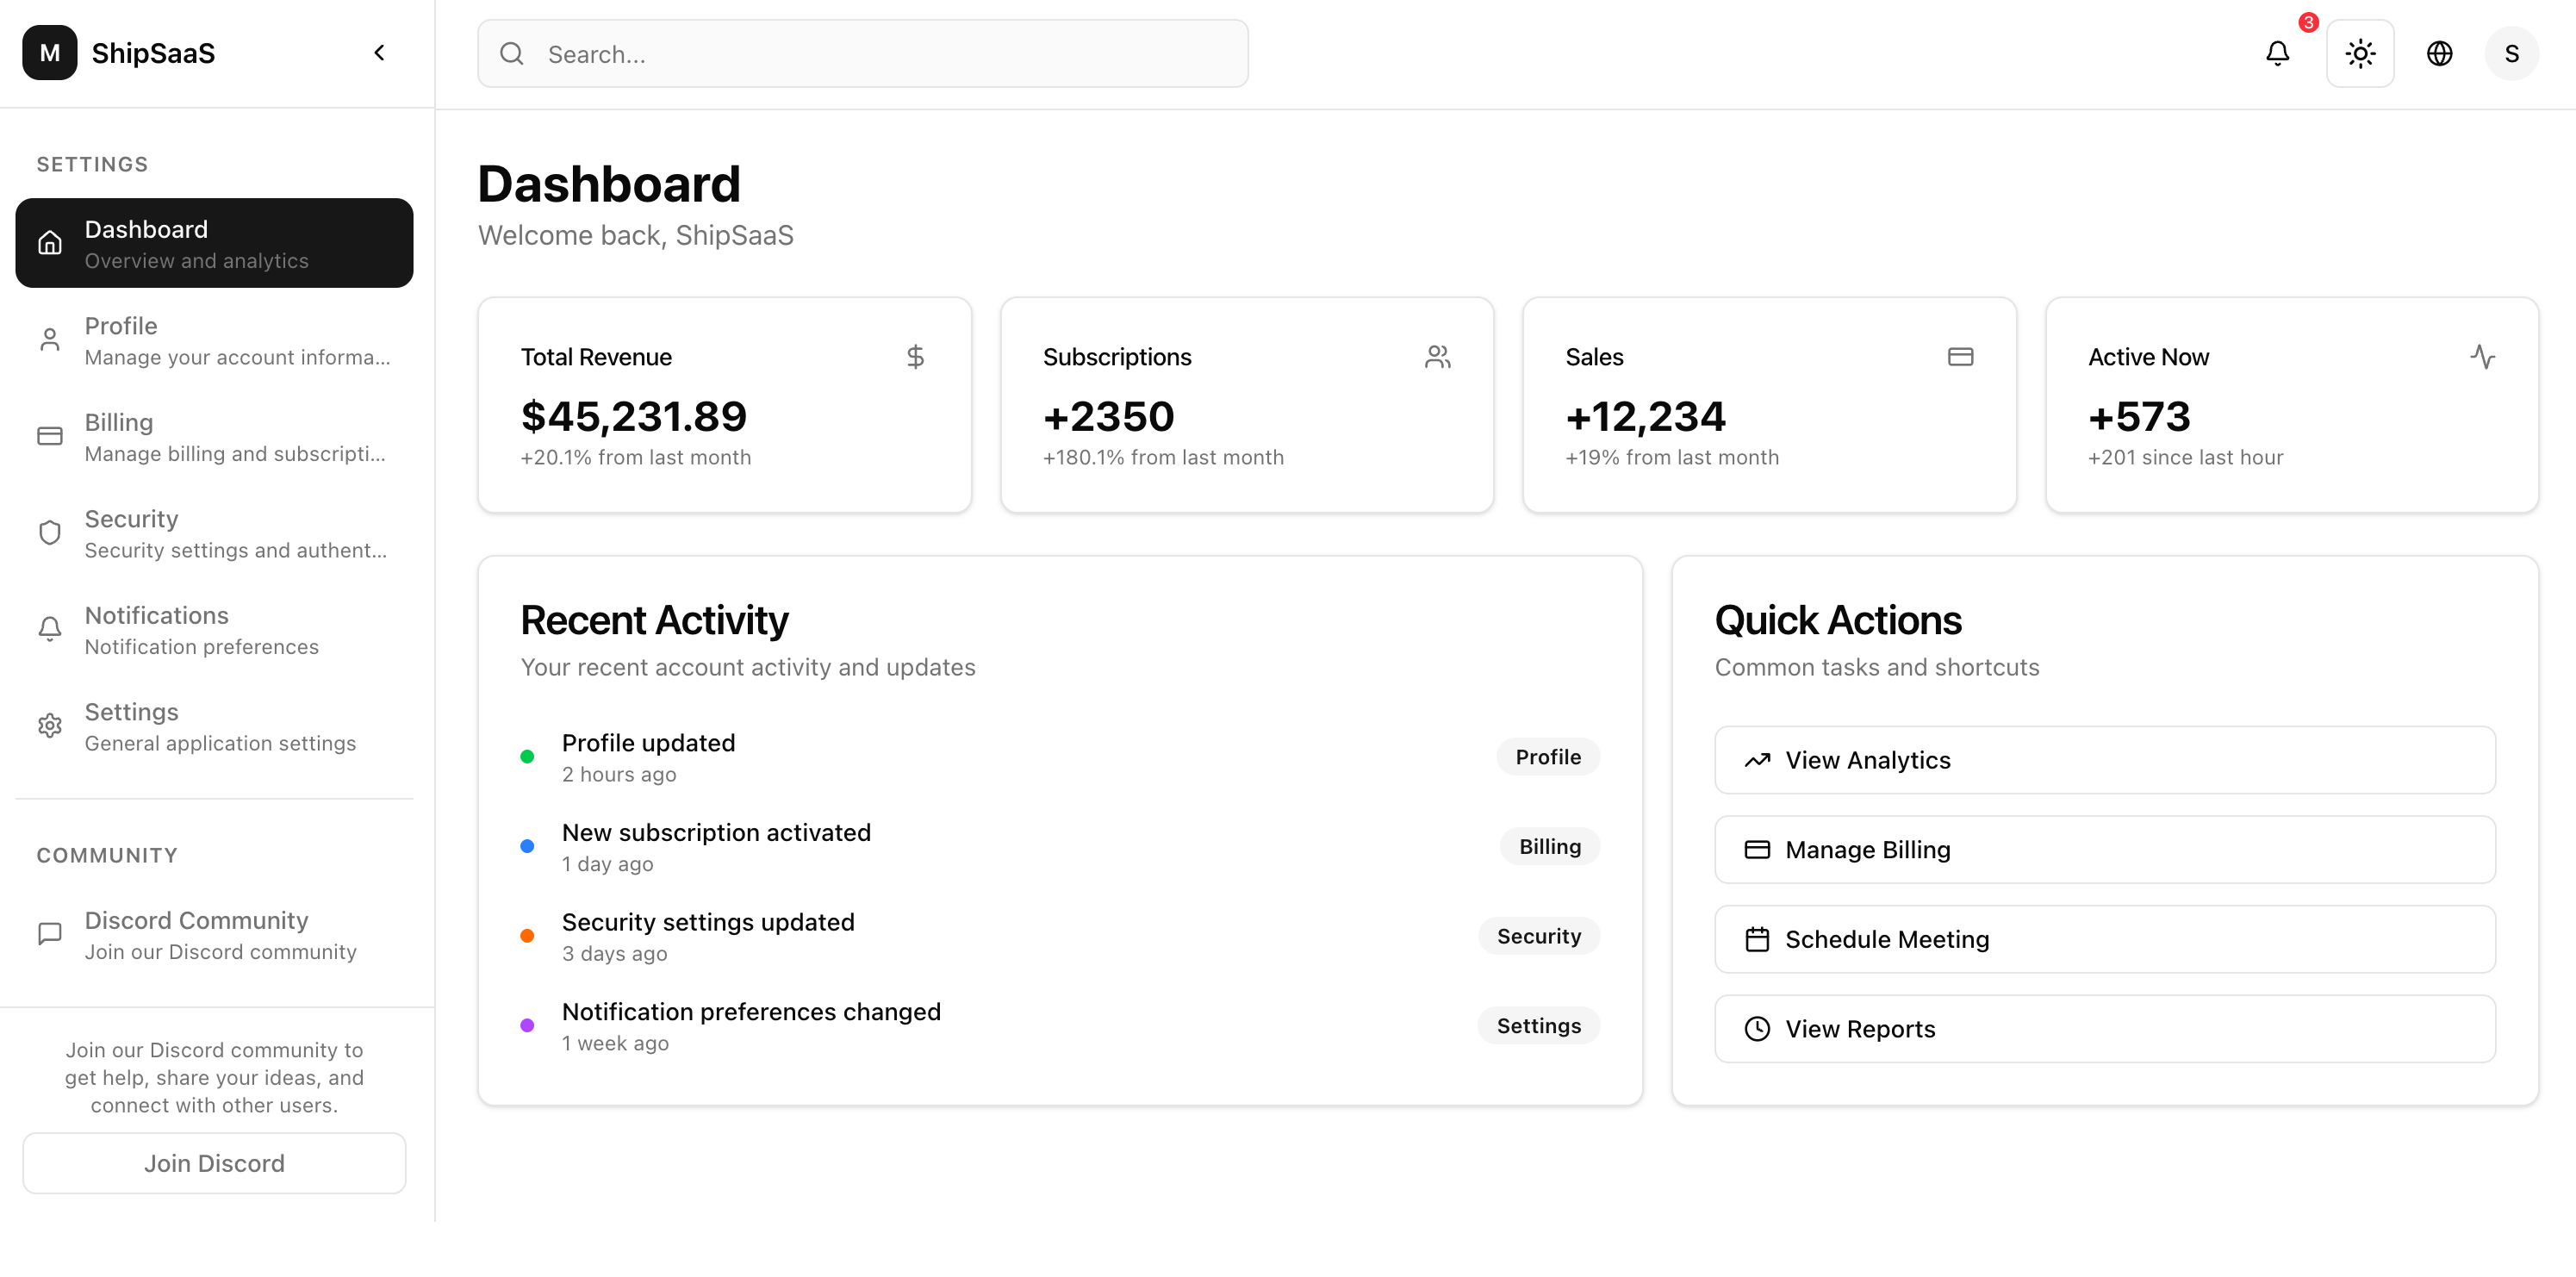 M
ShipSaaS
SETTINGS
Dashboard
Overview and analytics
Profile
Manage your account informa...
Billing
Manage billing and subscripti...
Security
Security settings and authent...
Notifications
Notification preferences
Settings
General application settings
COMMUNITY
Discord Community
Join our Discord community
Join our Discord community to
get help, share your ideas, and
connect with other users.
Join Discord
Search...
3
S
Dashboard
Welcome back, ShipSaaS
Total Revenue
$45,231.89
+20.1% from last month
Subscriptions
+2350
+180.1% from last month
Sales
+12,234
+19% from last month
Active Now
+573
+201 since last hour
Recent Activity
Your recent account activity and updates
Profile updated
2 hours ago
Profile
New subscription activated
1 day ago
Billing
Security settings updated
3 days ago
Security
Notification preferences changed
1 week ago
Settings
Quick Actions
Common tasks and shortcuts
View Analytics
Manage Billing
Schedule Meeting
View Reports